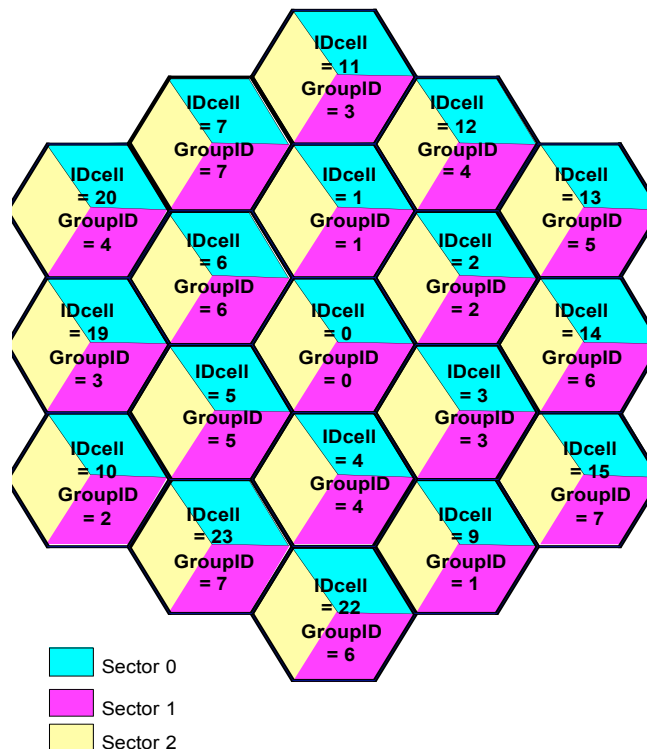 IDcell
= 11
GroupID
= 3
IDcell
= 7
GroupID
= 7
IDcell
= 12
GroupID
= 4
IDcell
= 20
GroupID
= 4
IDcell
= 1
GroupID
= 1
IDcell
= 13
GroupID
= 5
IDcell
= 6
GroupID
= 6
IDcell
= 2
GroupID
= 2
IDcell
= 19
GroupID
= 3
IDcell
= 0
GroupID
= 0
IDcell
= 14
GroupID
= 6
IDcell
= 5
GroupID
= 5
IDcell
= 3
GroupID
= 3
IDcell
= 10
GroupID
= 2
IDcell
= 4
GroupID
= 4
IDcell
= 15
GroupID
= 7
IDcell
= 23
GroupID
= 7
IDcell
= 9
GroupID
= 1
IDcell
= 22
GroupID
= 6
Sector 0
Sector 1
Sector 2